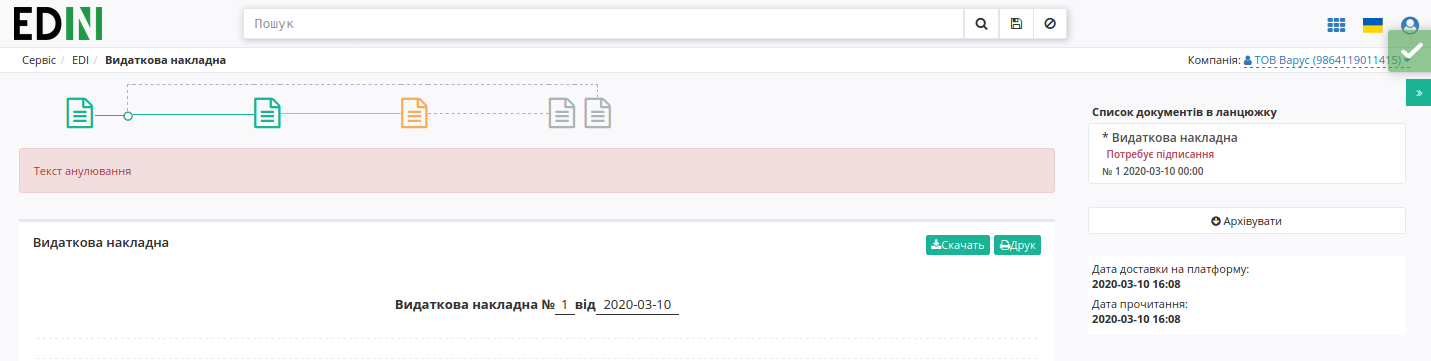 EDIN
Пошук
Сервіс / EDI / Видаткова накладна
Компанія: ТОВ Варус (9864119011415)
»
Список документів в ланцюжку
* Видаткова накладна
Потребує підписання
№ 1 2020-03-10 00:00
Текст анулювання
Архівувати
Видаткова накладна
Скачать Друк
Дата доставки на платформу:
2020-03-10 16:08
Дата прочитання:
2020-03-10 16:08
Видаткова накладна № 1 від 2020-03-10